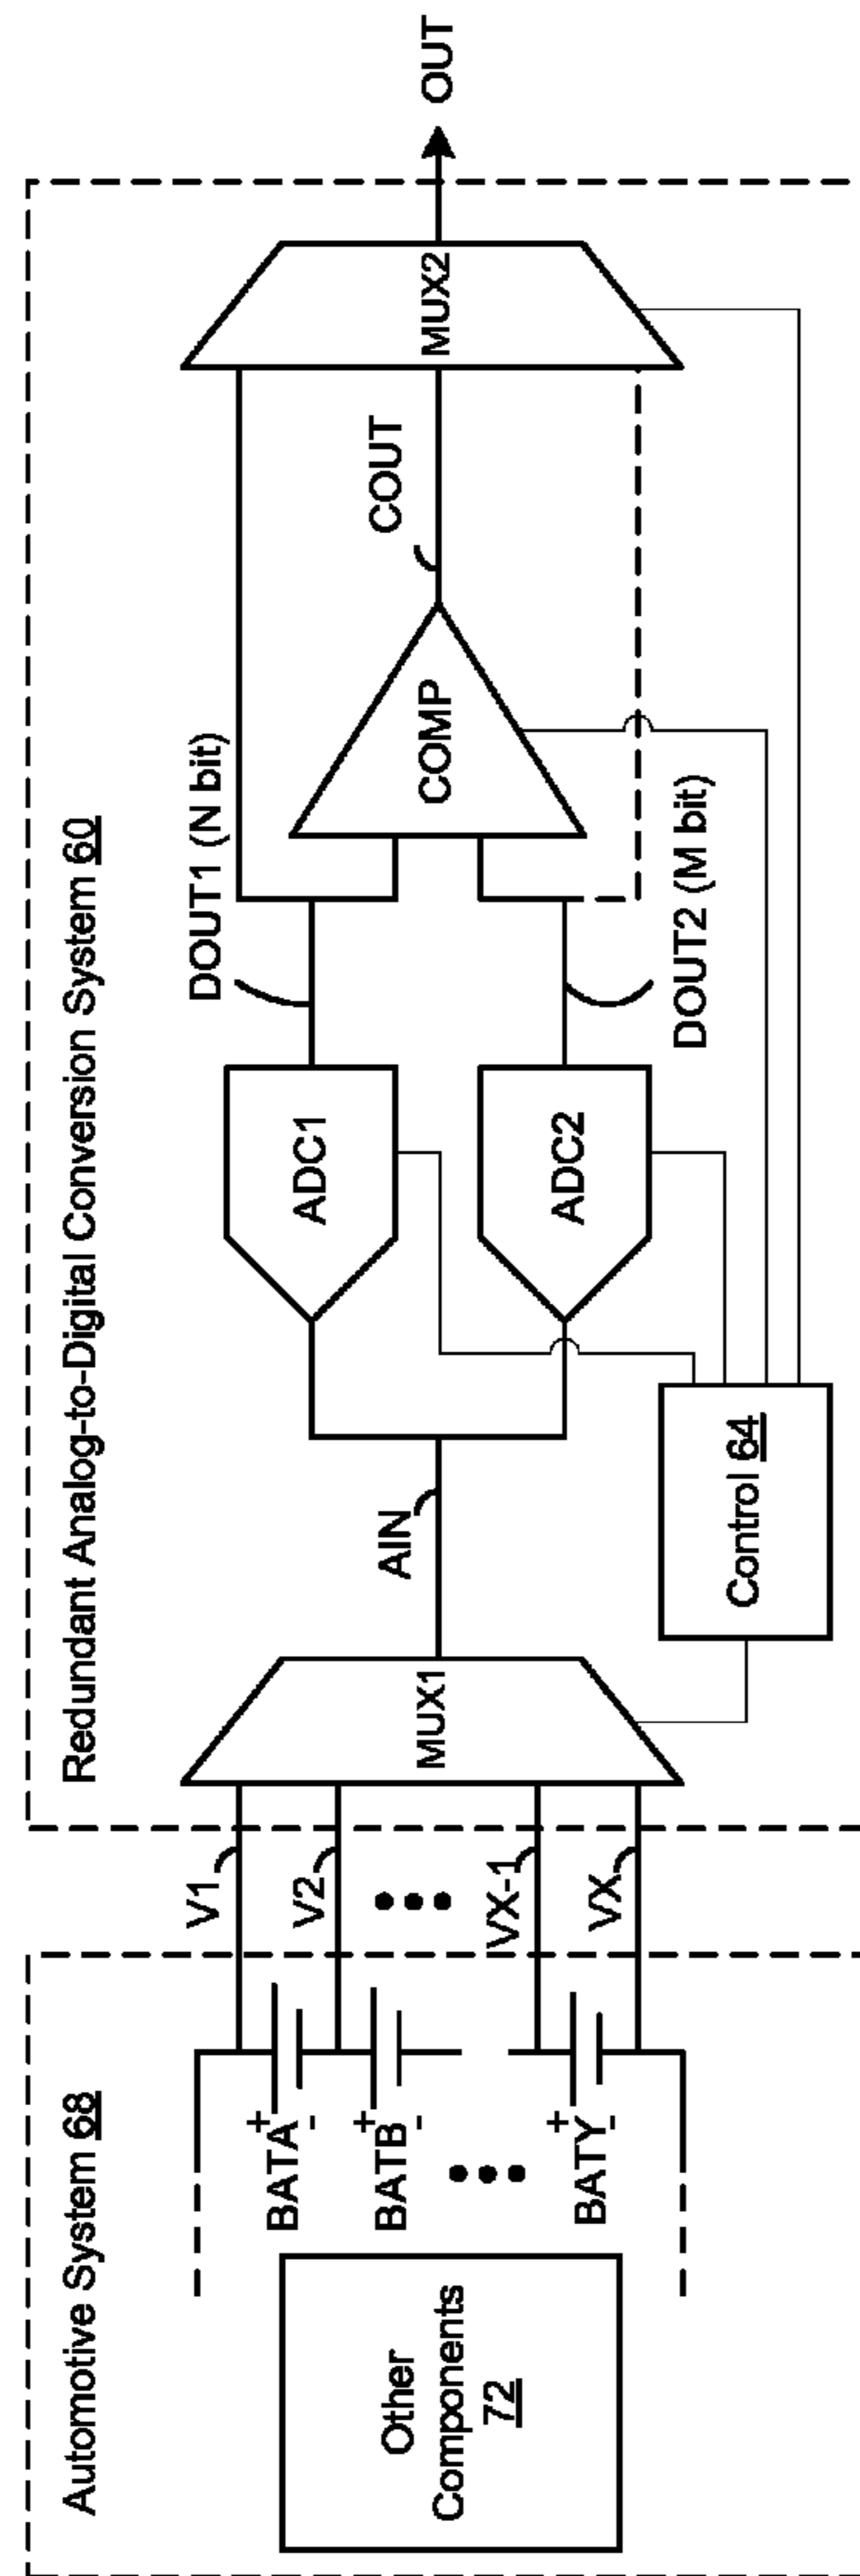 Automotive System 68
Other
Components
72
BATA
+
-
BATB
+
-
BATY
+
-
V1
V2
VX-1
VX
Redundant Analog-to-Digital Conversion System 60
MUX1
AIN
Control 64
ADC1
ADC2
DOUT1 (N bit)
DOUT2 (M bit)
COMP
COUT
MUX2
OUT